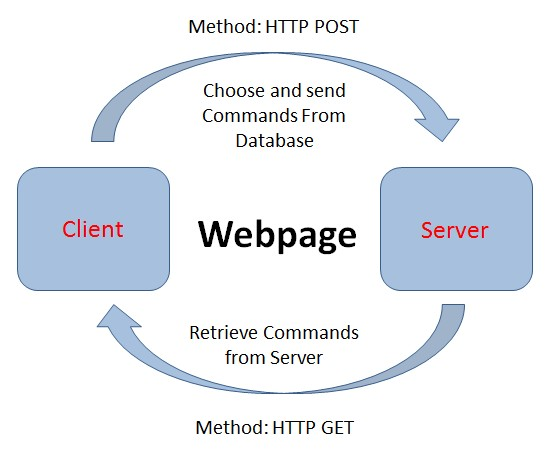 Method: HTTP POST
Choose and send
Commands From
Database
Client
Webpage
Server
Retrieve Commands
from Server
Method: HTTP GET